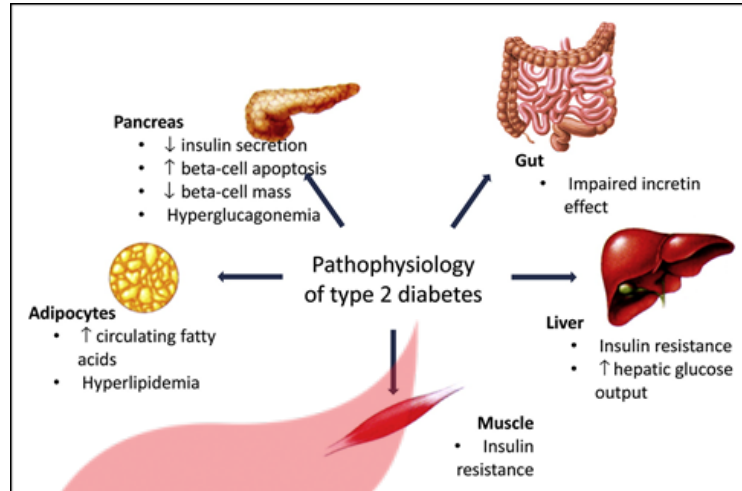 Pancreas
• ↓ insulin secretion
• ↑ beta-cell apoptosis
• ↓ beta-cell mass
• Hyperglucagonemia
Gut
• Impaired incretin
effect
Pathophysiology
of type 2 diabetes
Adipocytes
• ↑ circulating fatty
acids
• Hyperlipidemia
Liver
• Insulin resistance
• ↑ hepatic glucose
output
Muscle
• Insulin
resistance